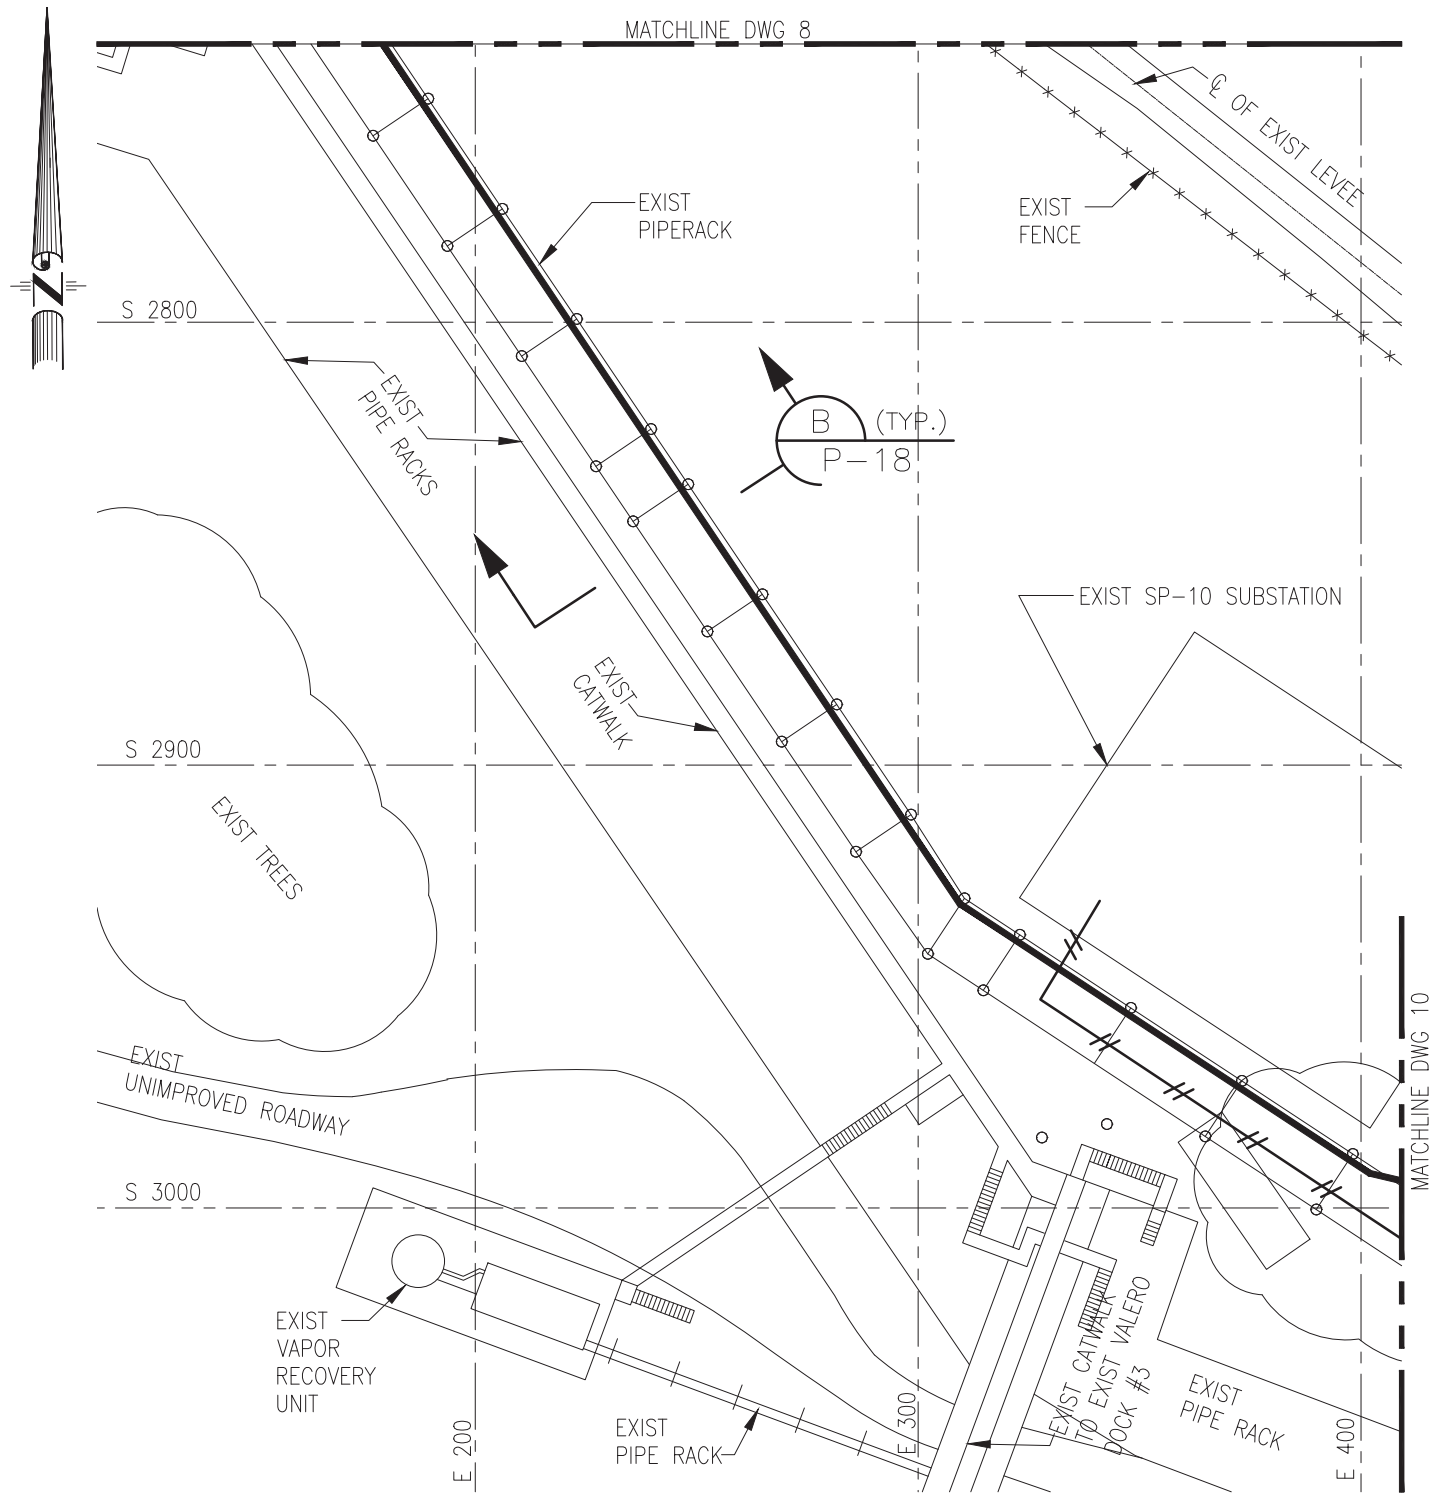 MATCHLINE DWG 8
℄ OF EXIST LEVEE
EXIST
PIPERACK
EXIST
FENCE
N
S 2800
EXIST
PIPE RACKS
B (TYP.)
P-18
EXIST SP-10 SUBSTATION
EXIST
CATWALK
S 2900
EXIST TREES
EXIST
UNIMPROVED ROADWAY
MATCHLINE DWG 10
S 3000
EXIST
VAPOR
RECOVERY
UNIT
EXIST CATWALK
TO EXIST VALERO
DOCK #3
EXIST
PIPE RACK
EXIST
PIPE RACK
E 200
E 300
E 400